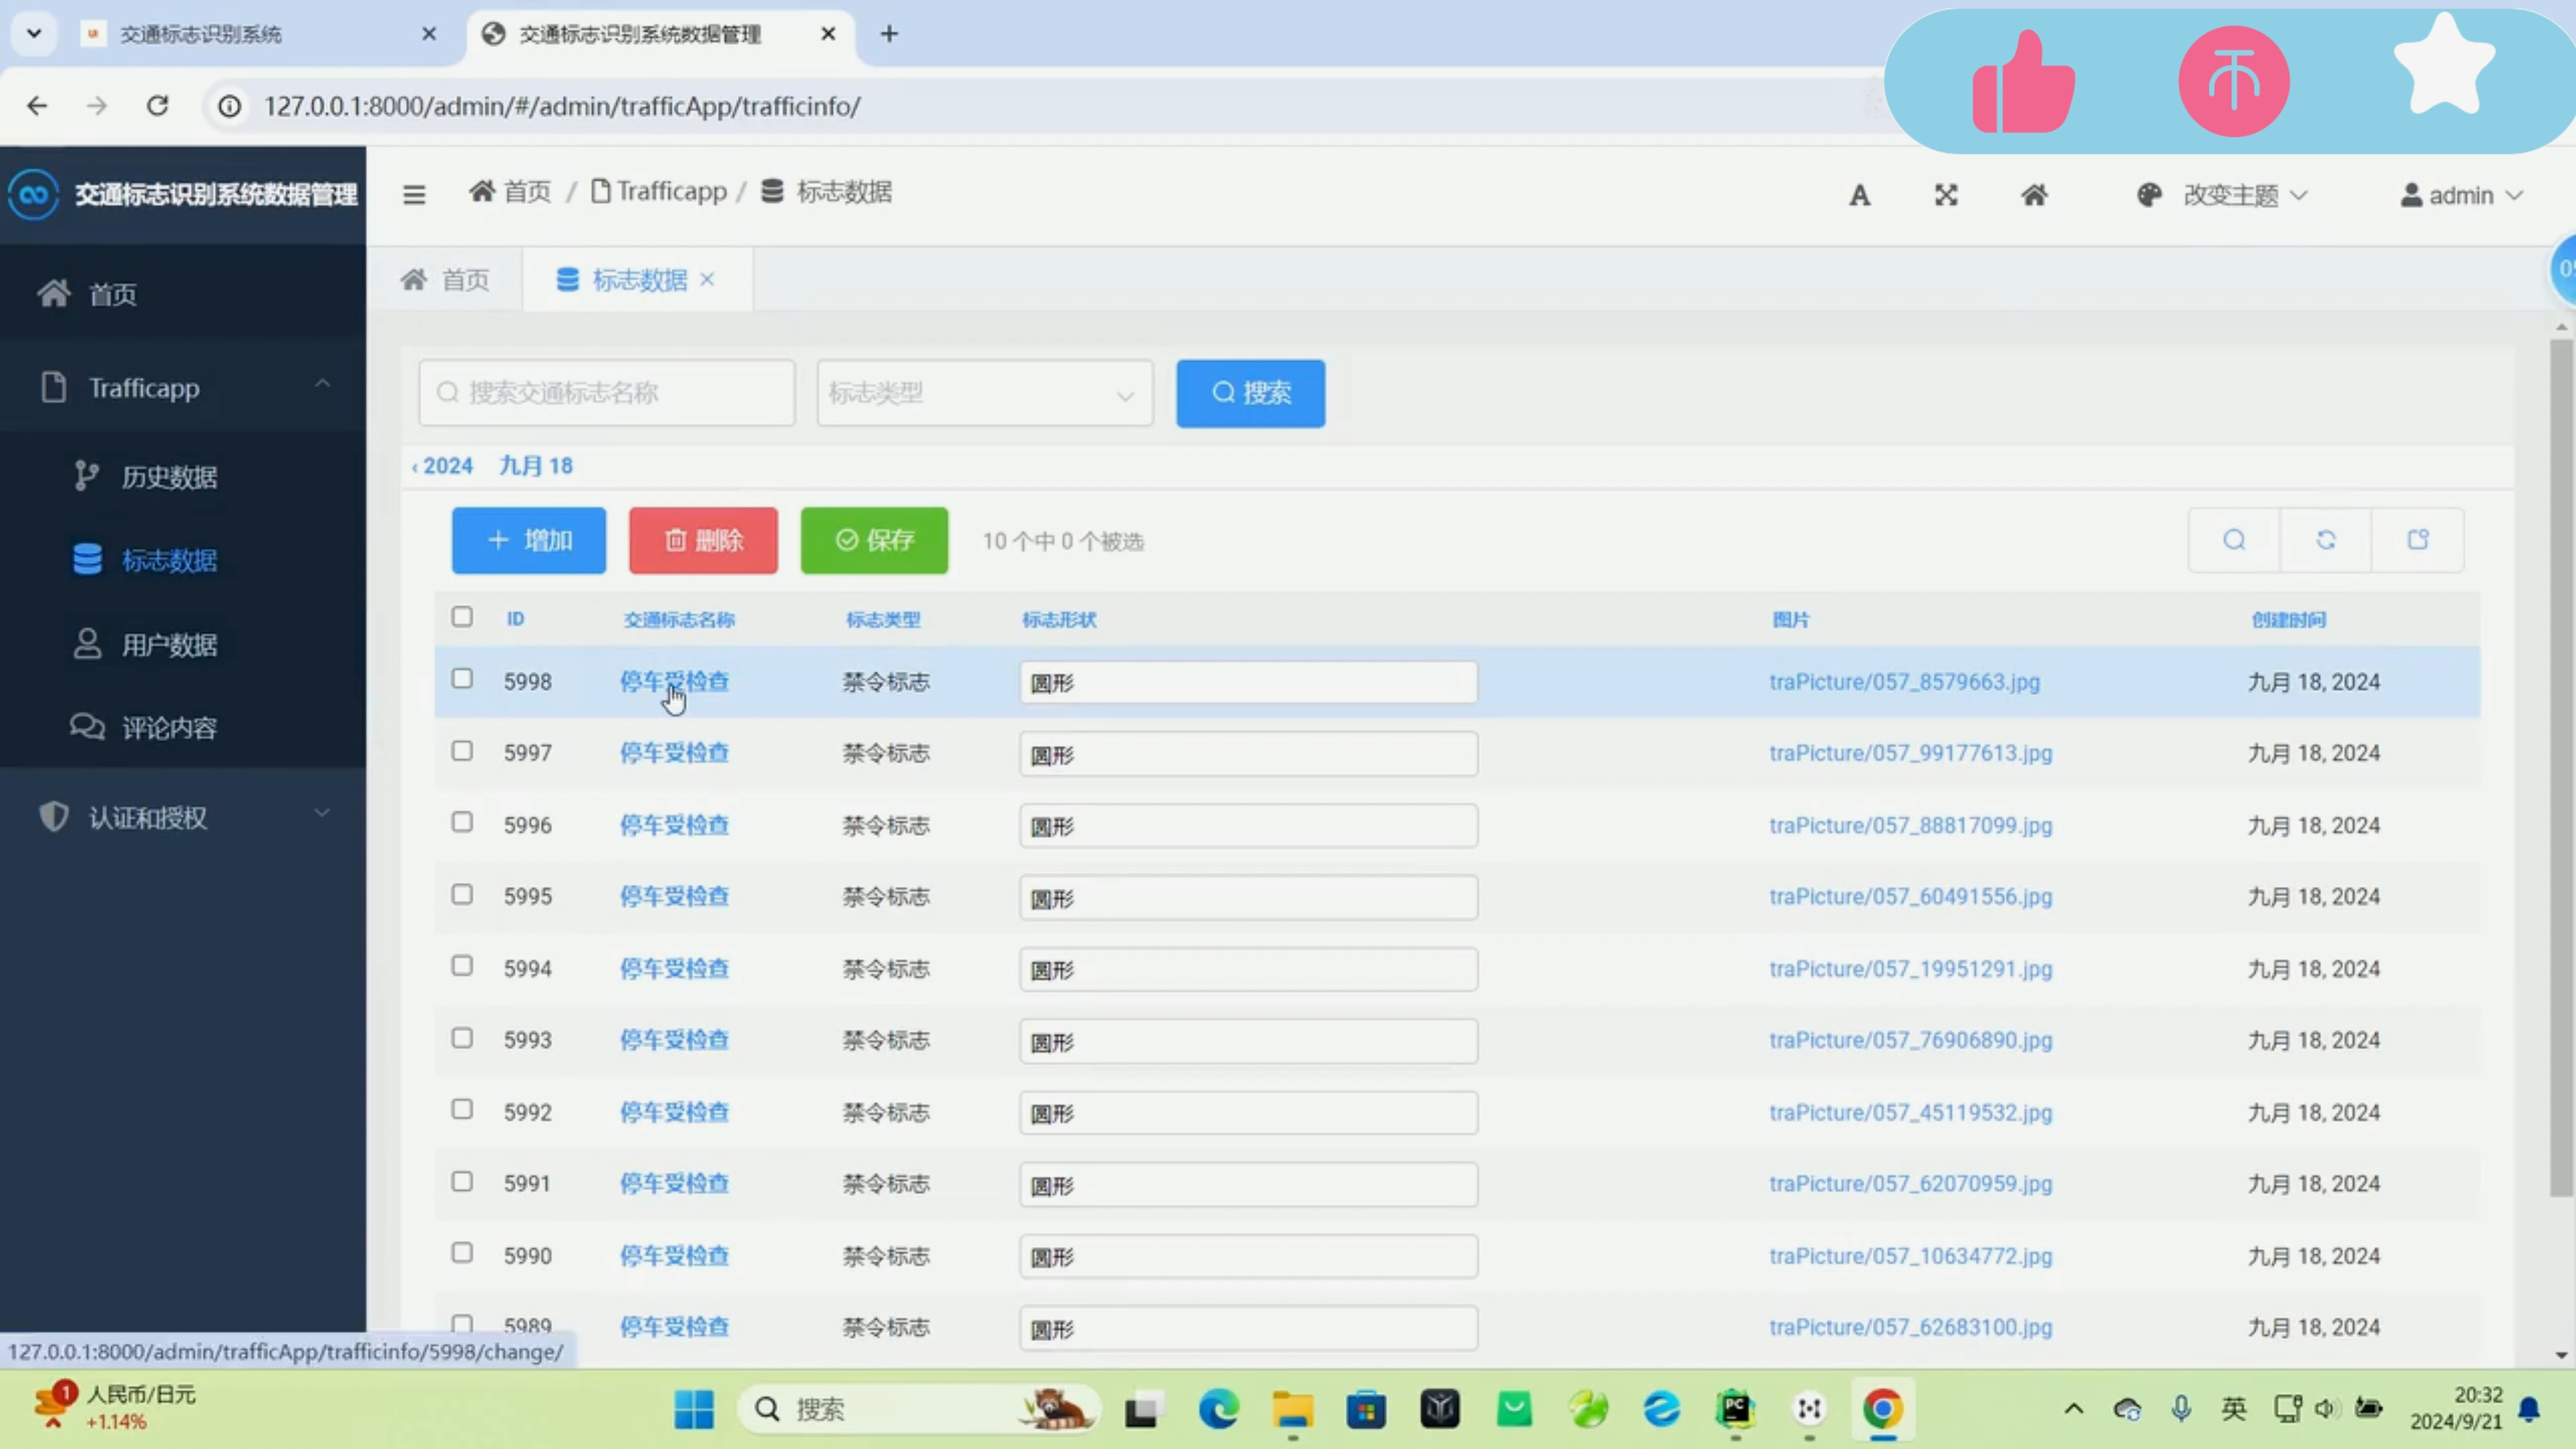 交通标志识别系统
交通标志识别系统数据管理
127.0.0.1:8000/admin/#/admin/trafficApp/trafficinfo/
交通标志识别系统数据管理
首页 / Trafficapp / 标志数据
改变主题
admin
首页
标志数据
首页
Trafficapp
历史数据
标志数据
用户数据
评论内容
认证和授权
搜索交通标志名称
标志类型
搜索
‹ 2024 九月 18
增加
删除
保存
10 个中 0 个被选
ID 交通标志名称 标志类型 标志形状 图片 创建时间
5998 停车受检查 禁令标志 圆形 traPicture/057_8579663.jpg 九月 18, 2024
5997 停车受检查 禁令标志 圆形 traPicture/057_99177613.jpg 九月 18, 2024
5996 停车受检查 禁令标志 圆形 traPicture/057_88817099.jpg 九月 18, 2024
5995 停车受检查 禁令标志 圆形 traPicture/057_60491556.jpg 九月 18, 2024
5994 停车受检查 禁令标志 圆形 traPicture/057_19951291.jpg 九月 18, 2024
5993 停车受检查 禁令标志 圆形 traPicture/057_76906890.jpg 九月 18, 2024
5992 停车受检查 禁令标志 圆形 traPicture/057_45119532.jpg 九月 18, 2024
5991 停车受检查 禁令标志 圆形 traPicture/057_62070959.jpg 九月 18, 2024
5990 停车受检查 禁令标志 圆形 traPicture/057_10634772.jpg 九月 18, 2024
5989 停车受检查 禁令标志 圆形 traPicture/057_62683100.jpg 九月 18, 2024
127.0.0.1:8000/admin/trafficApp/trafficinfo/5998/change/
1
人民币/日元
+1.14%
搜索
PC
英
20:32
2024/9/21